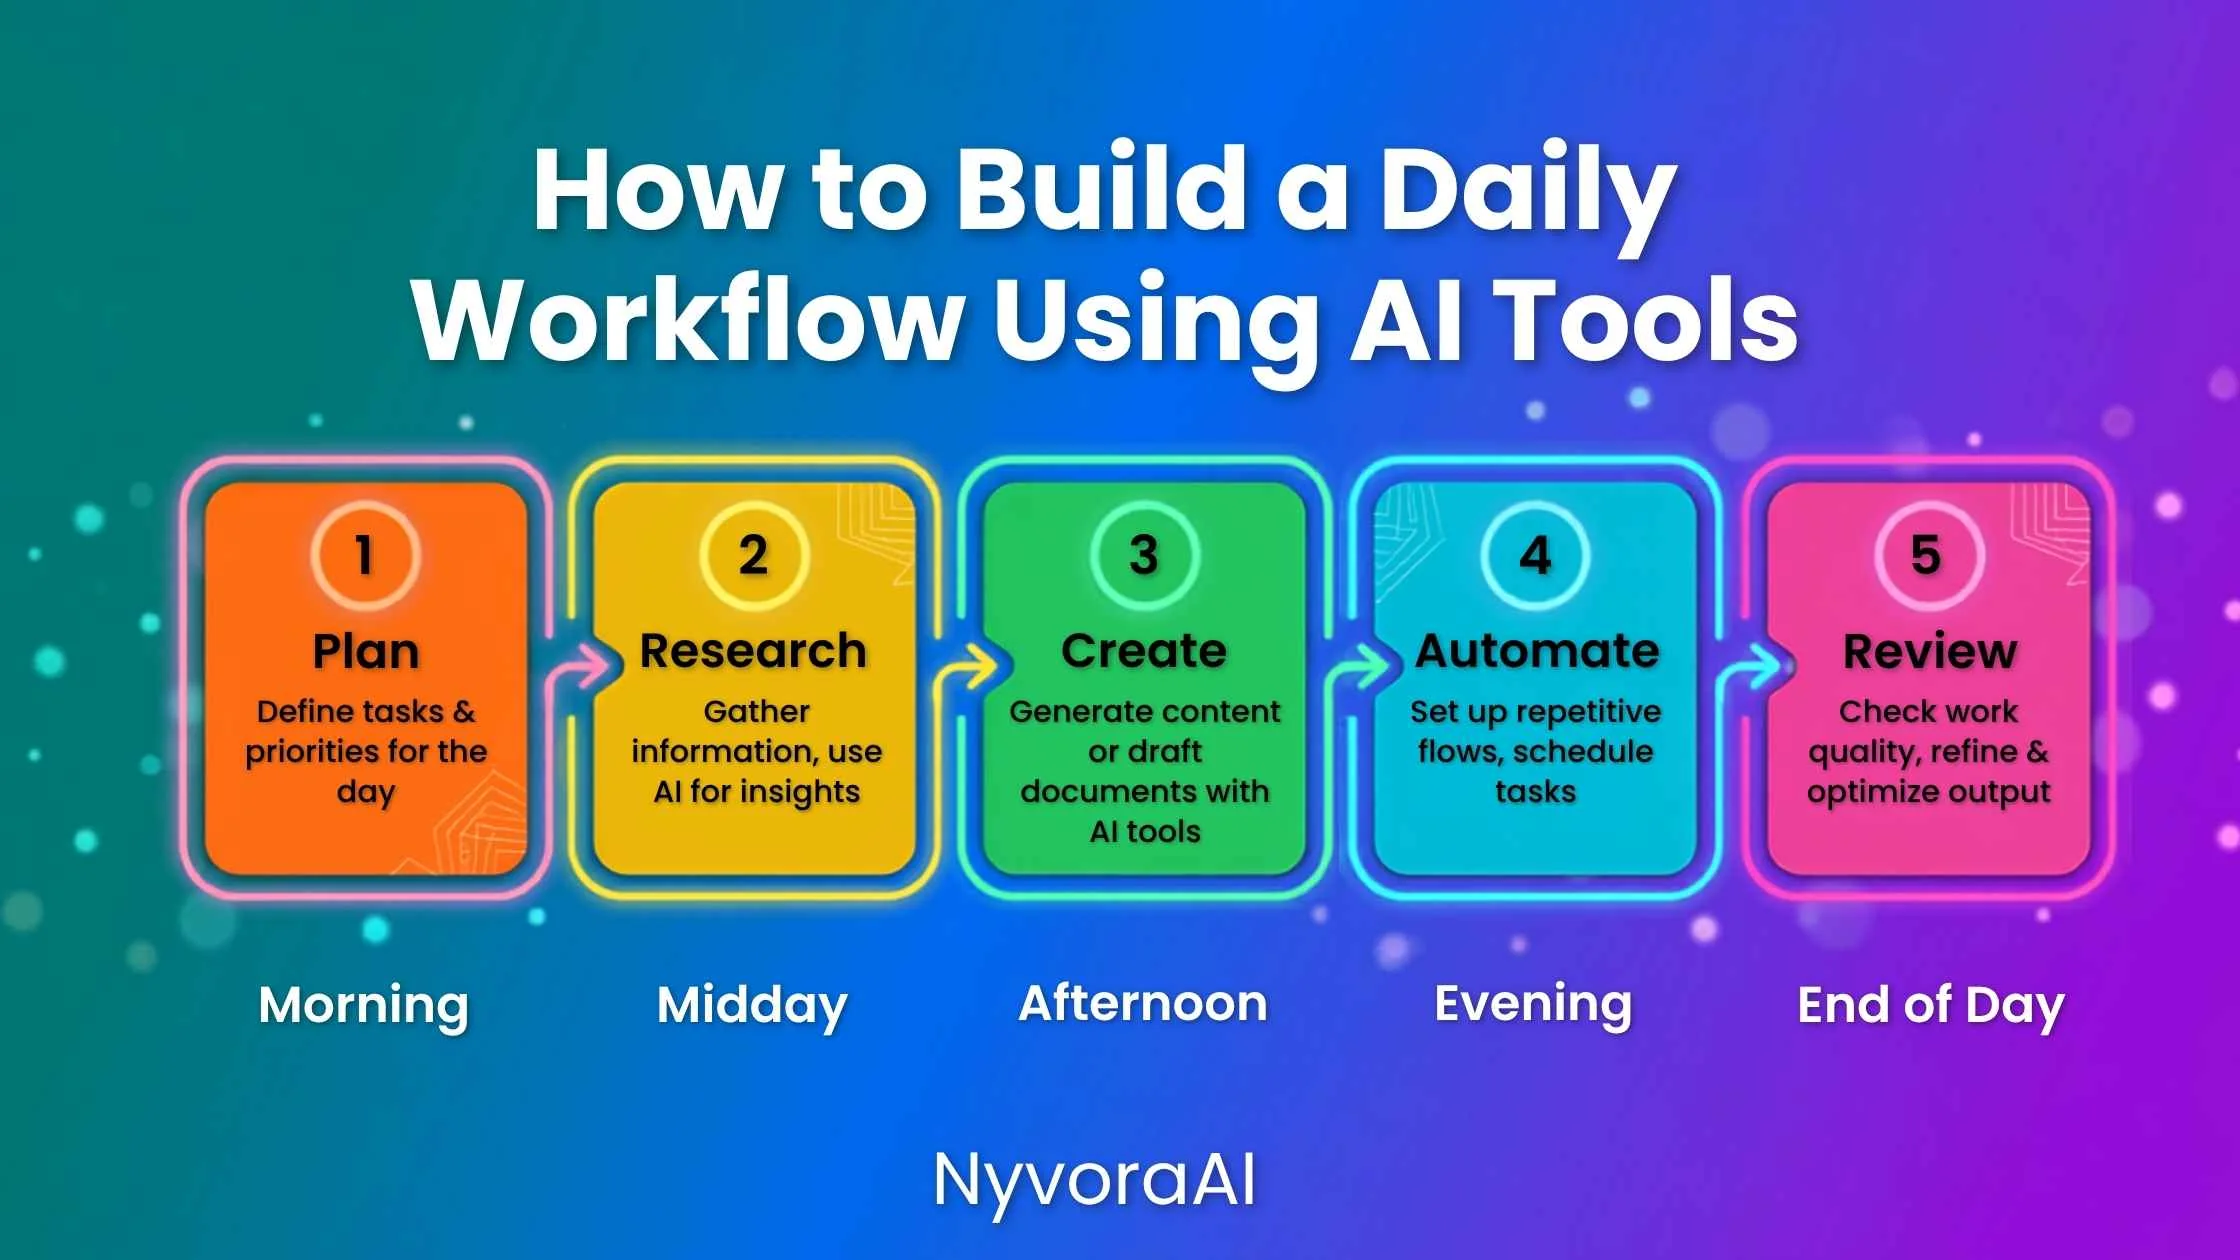 How to Build a Daily
Workflow Using AI Tools
1
Plan
Define tasks &
priorities for the
day
Morning
2
Research
Gather
information, use
AI for insights
Midday
3
Create
Generate content
or draft
documents with
AI tools
Afternoon
4
Automate
Set up repetitive
flows, schedule
tasks
Evening
5
Review
Check work
quality, refine &
optimize output
End of Day
NyvoraAI